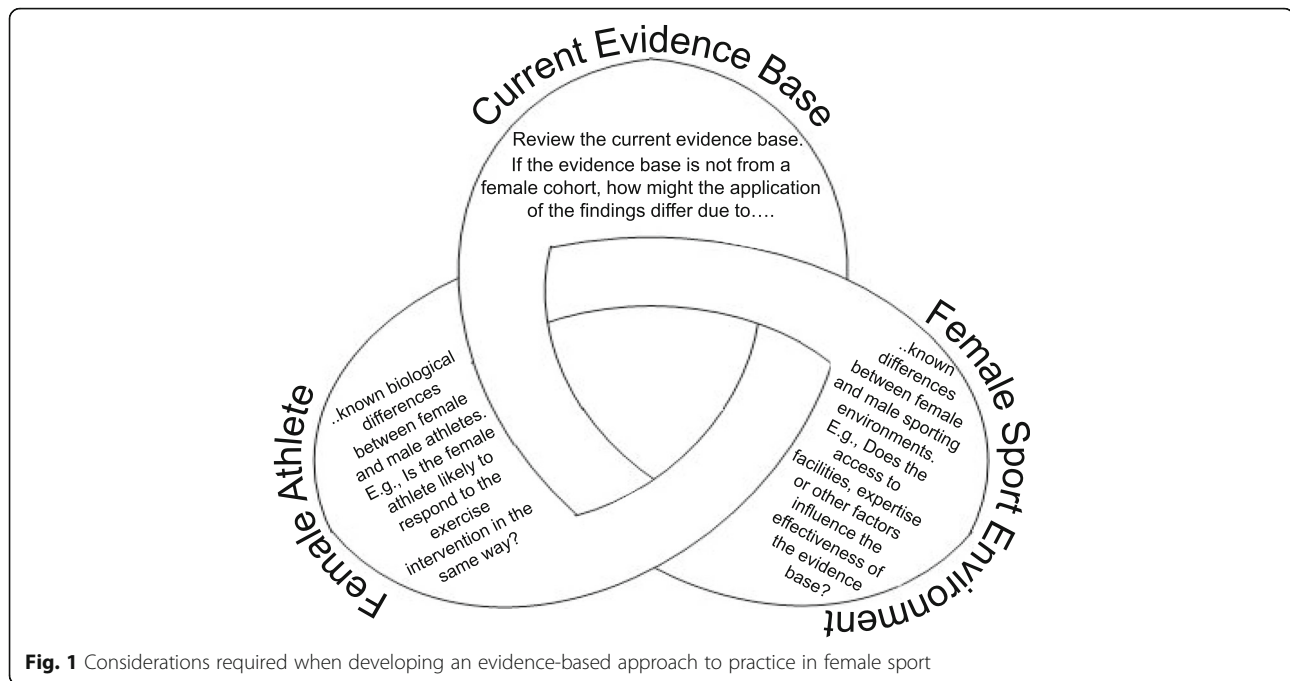 Current Evidence Base
Review the current evidence base.
If the evidence base is not from a
female cohort, how might the application
of the findings differ due to....
Female Athlete
..known biological
differences
between female
and male athletes.
E.g., Is the female
athlete likely to
respond to the
exercise
intervention in the
same way?
Female Sport Environment
..known
differences
between female
and male sporting
environments.
E.g., Does the
access to
facilities, expertise
or other factors
influence the
effectiveness of
the evidence
base?
Fig. 1 Considerations required when developing an evidence-based approach to practice in female sport